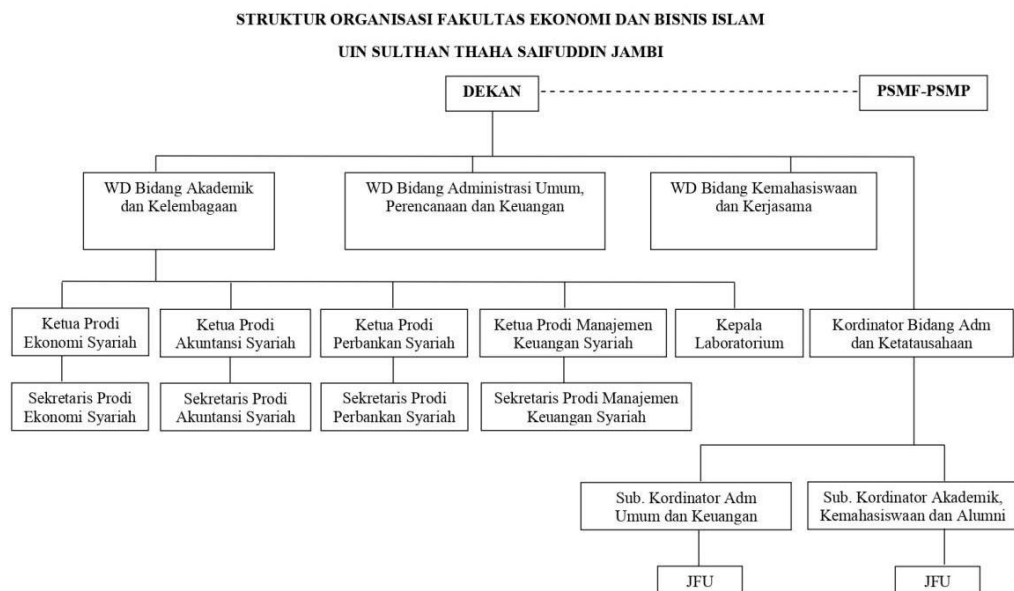 STRUKTUR ORGANISASI FAKULTAS EKONOMI DAN BISNIS ISLAM
UIN SULTHAN THAHA SAIFUDDIN JAMBI
DEKAN
PSMF-PSMP
WD Bidang Akademik
dan Kelembagaan
WD Bidang Administrasi Umum,
Perencanaan dan Keuangan
WD Bidang Kemahasiswaan
dan Kerjasama
Ketua Prodi
Ekonomi Syariah
Ketua Prodi
Akuntansi Syariah
Ketua Prodi
Perbankan Syariah
Ketua Prodi Manajemen
Keuangan Syariah
Kepala
Laboratorium
Kordinator Bidang Adm
dan Ketatausahaan
Sekretaris Prodi
Ekonomi Syariah
Sekretaris Prodi
Akuntansi Syariah
Sekretaris Prodi
Perbankan Syariah
Sekretaris Prodi Manajemen
Keuangan Syariah
Sub. Kordinator Adm
Umum dan Keuangan
Sub. Kordinator Akademik,
Kemahasiswaan dan Alumni
JFU
JFU